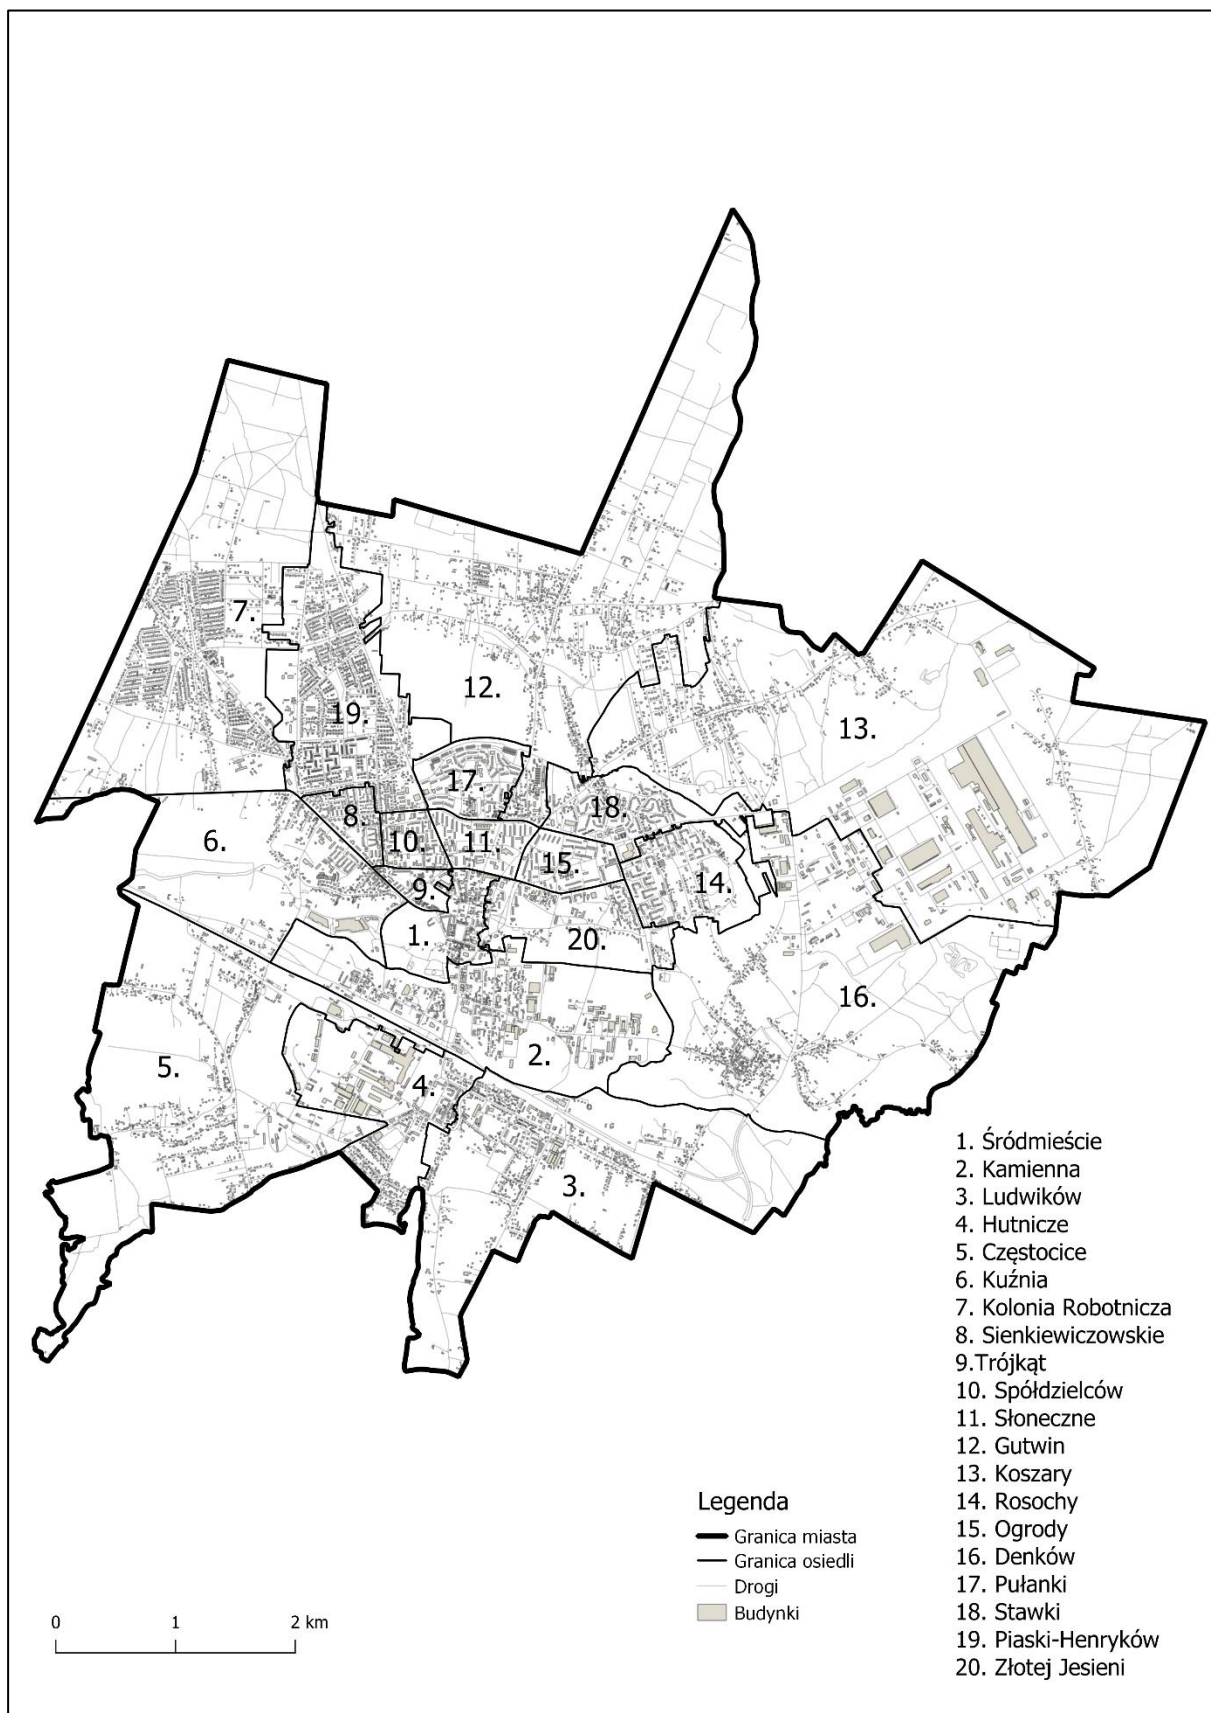 7.
12.
19.
13.
17.
18.
8.
6.
10.
11.
15.
14.
9.
1.
20.
16.
2.
5.
4.
3.
1. Śródmieście
2. Kamienna
3. Ludwików
4. Hutnicze
5. Częstocice
6. Kuźnia
7. Kolonia Robotnicza
8. Sienkiewiczowskie
9.Trójkąt
10. Spółdzielców
11. Słoneczne
12. Gutwin
13. Koszary
14. Rosochy
15. Ogrody
16. Denków
17. Pułanki
18. Stawki
19. Piaski-Henryków
20. Złotej Jesieni
Legenda
Granica miasta
Granica osiedli
Drogi
Budynki
0 1 2 km